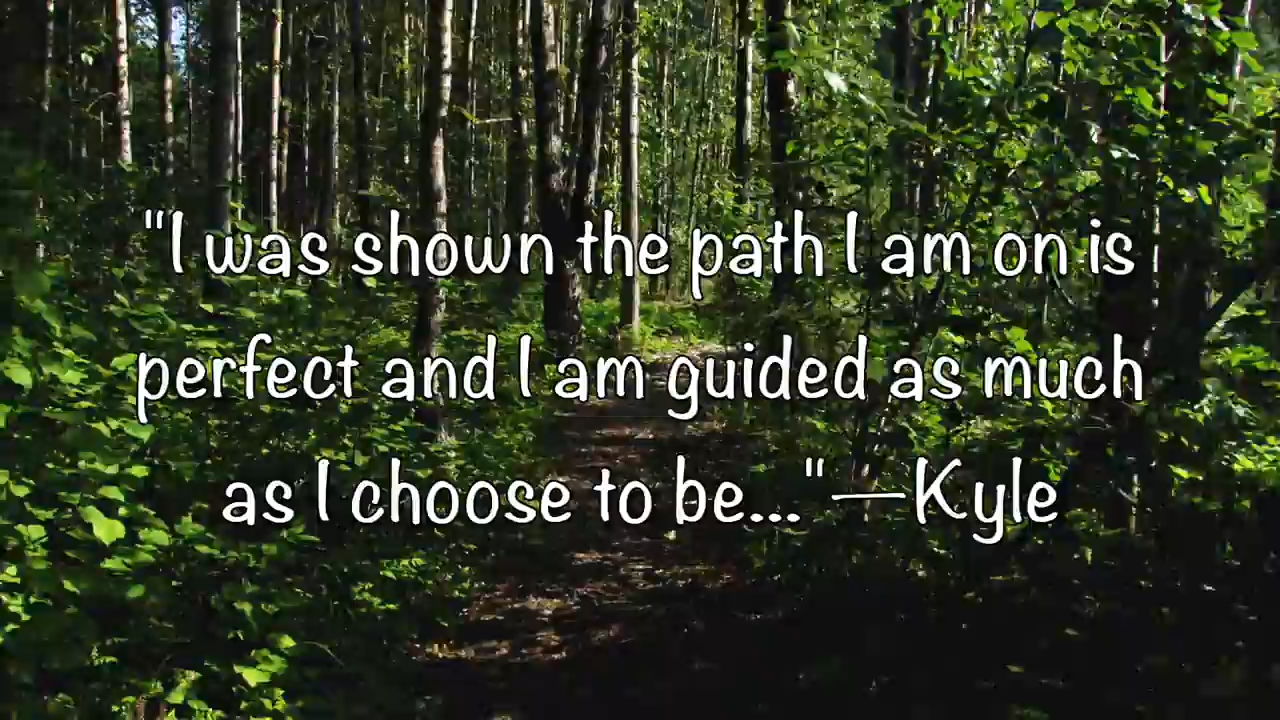 "I was shown the path I am on is
perfect and I am guided as much
as I choose to be..."—Kyle